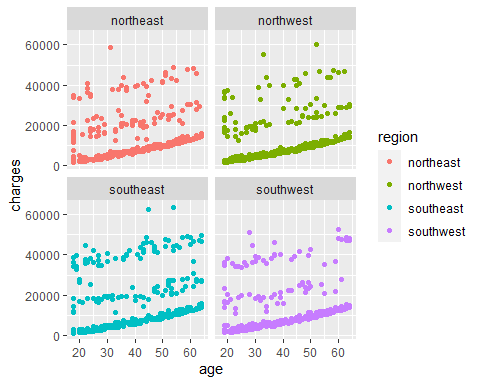 northeast
northwest
60000
40000
20000
0
charges
southeast
southwest
60000
40000
20000
0
20
30
40
50
60
20
30
40
50
60
age
region
northeast
northwest
southeast
southwest